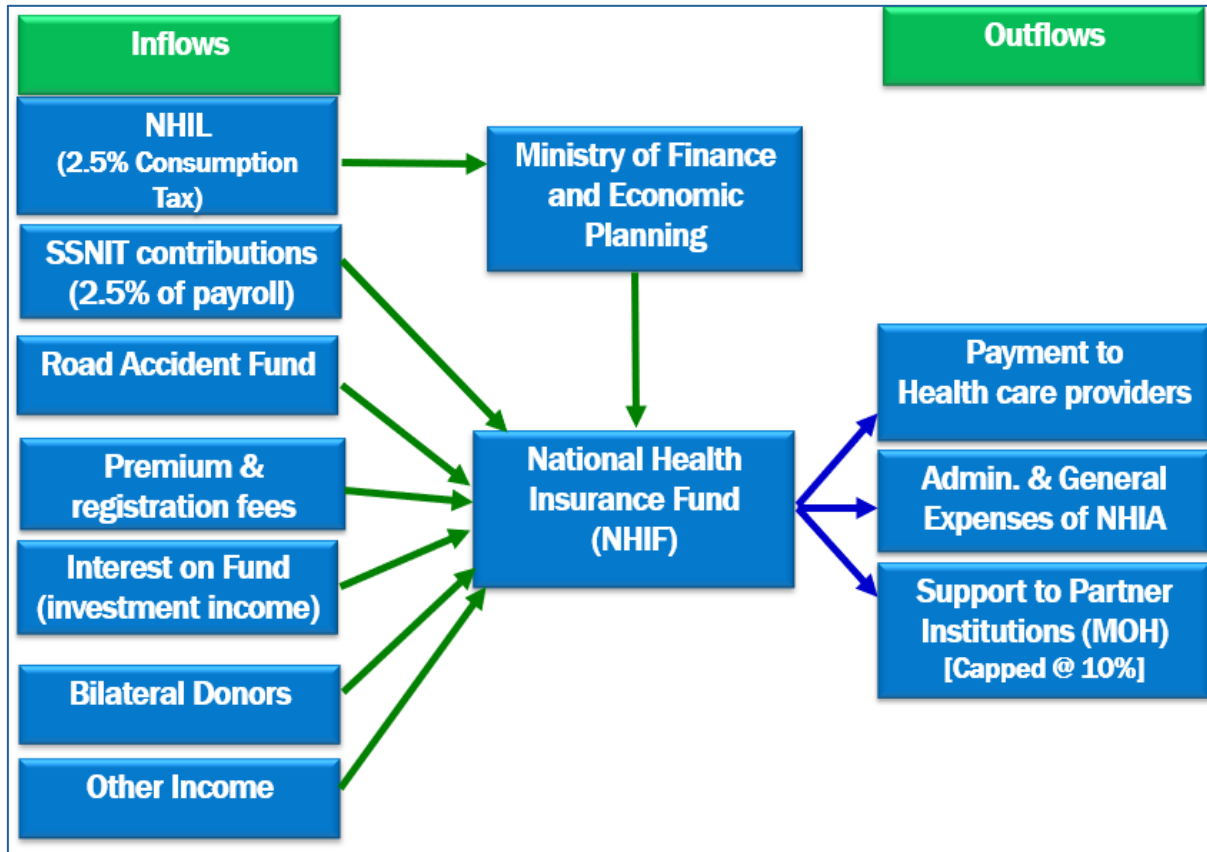 Inflows
Outflows
NHIL
(2.5% Consumption
Tax)
Ministry of Finance
and Economic
Planning
SSNIT contributions
(2.5% of payroll)
Road Accident Fund
Premium &
registration fees
Interest on Fund
(investment income)
Bilateral Donors
Other Income
National Health
Insurance Fund
(NHIF)
Payment to
Health care providers
Admin. & General
Expenses of NHIA
Support to Partner
Institutions (MOH)
[Capped @ 10%]